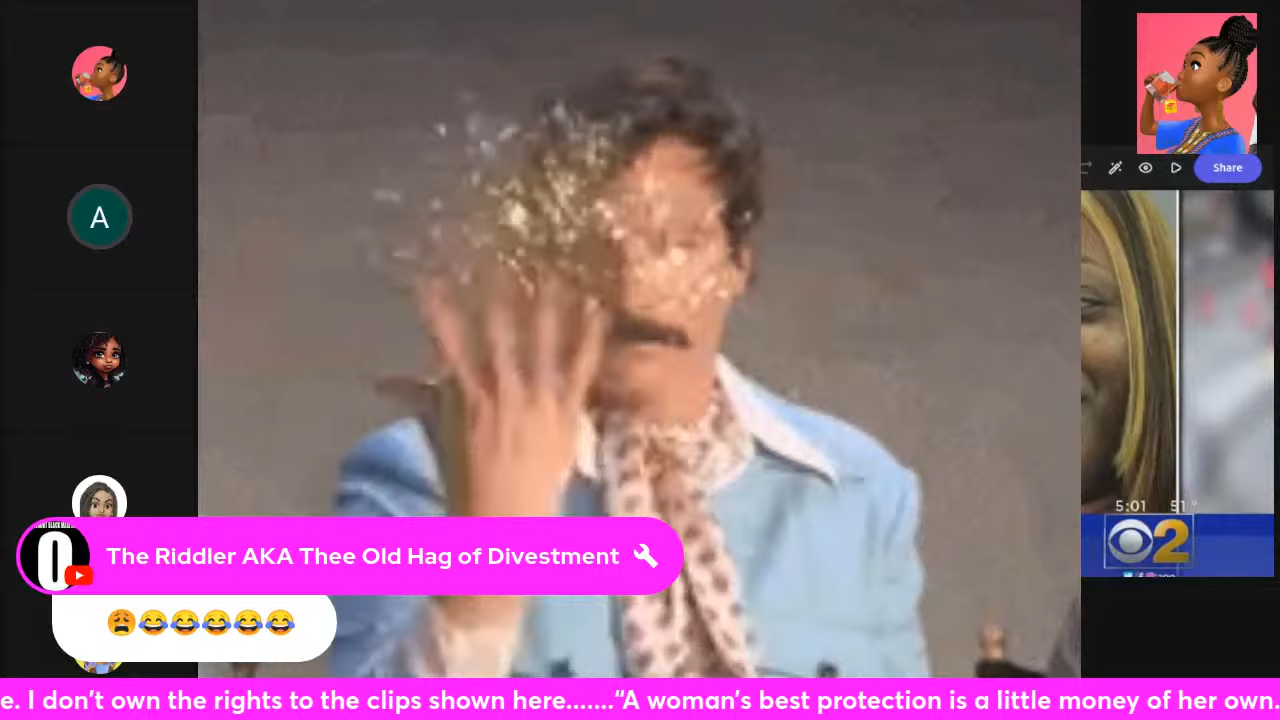 Share
A
5:01 51°
2
The Riddler AKA Thee Old Hag of Divestment
e. I don't own the rights to the clips shown here......."A woman's best protection is a little money of her own.